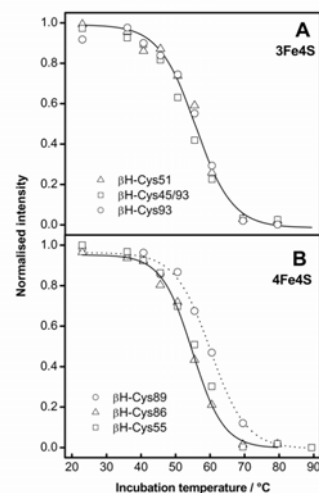 A
3Fe4S
1.0
0.8
0.6
0.4
0.2
0.0
βH-Cys51
βH-Cys45/93
βH-Cys93
Normalised intensity
B
4Fe4S
1.0
0.8
0.6
0.4
0.2
0.0
βH-Cys89
βH-Cys86
βH-Cys55
20 30 40 50 60 70 80 90
Incubation temperature / °C